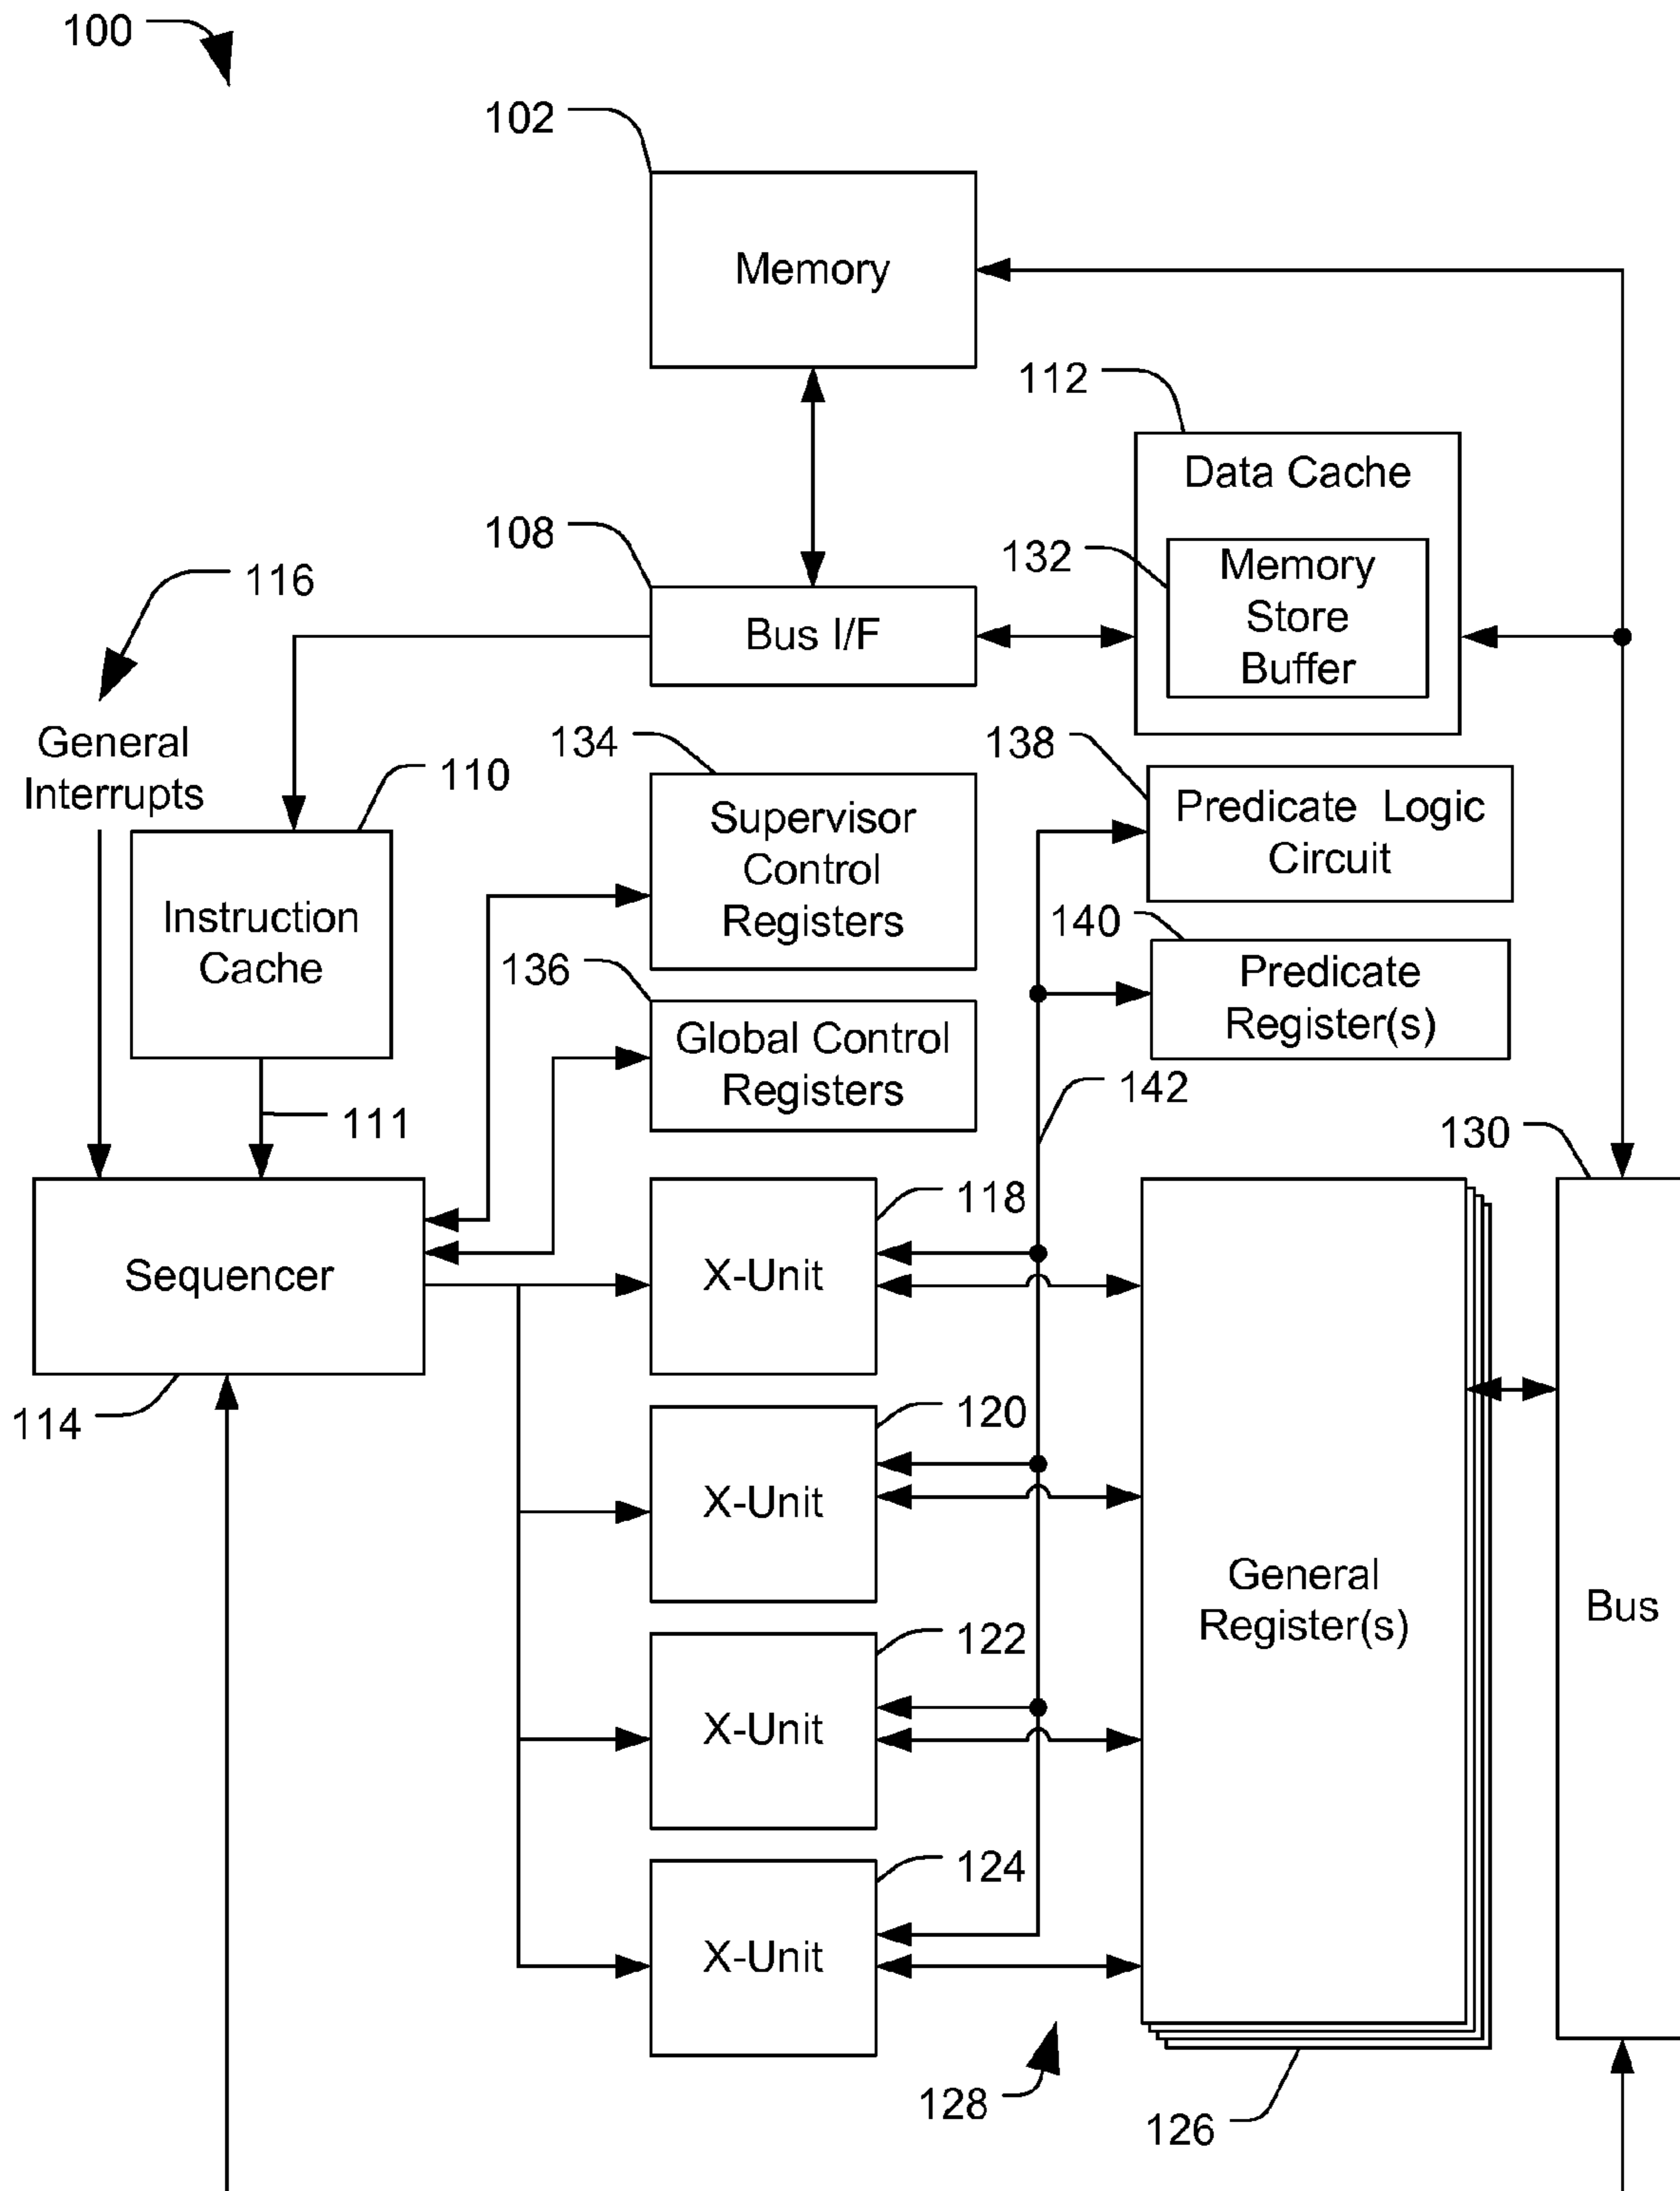 100
102
Memory
112
Data Cache
108
132
Memory
Store
Buffer
116
Bus I/F
General
Interrupts
134
138
110
Supervisor
Control
Registers
Predicate Logic
Circuit
Instruction
Cache
140
136
Predicate
Register(s)
Global Control
Registers
142
111
130
118
Sequencer
X-Unit
114
120
X-Unit
General
Register(s)
Bus
122
X-Unit
124
X-Unit
128
126